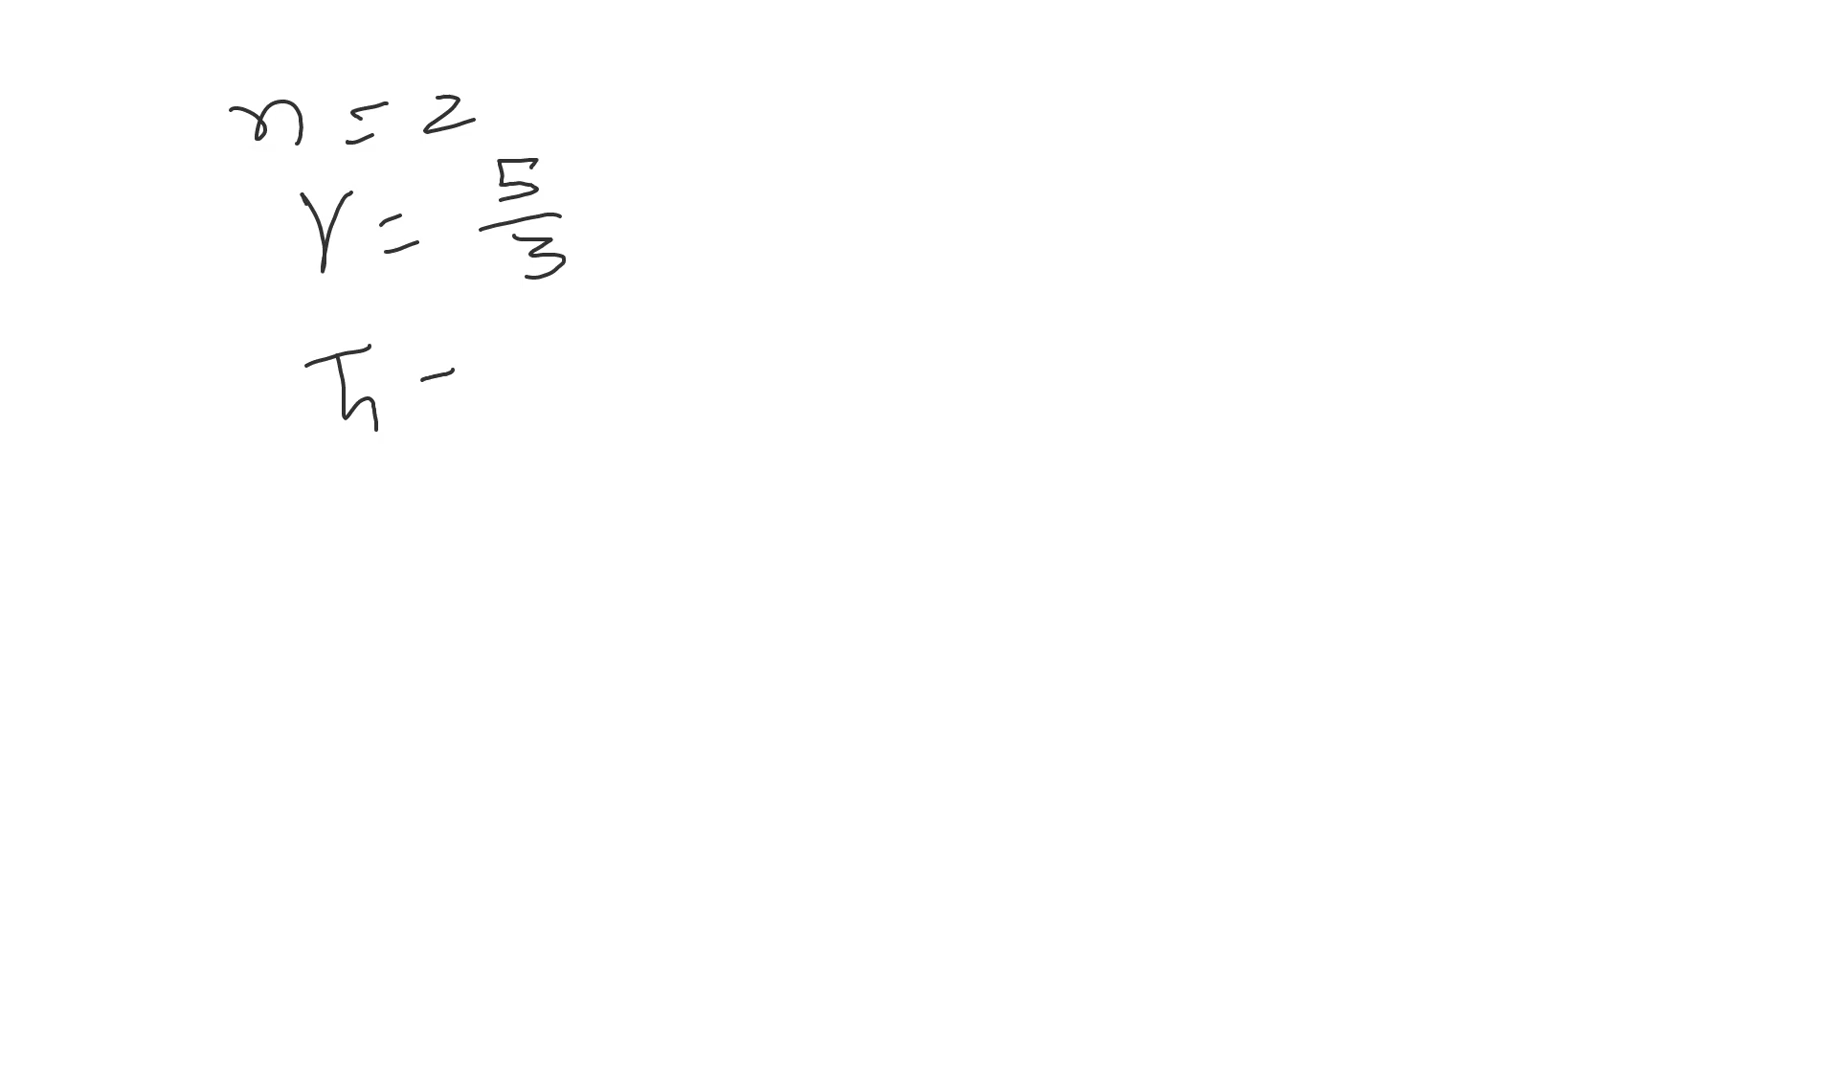 n = 2
γ = 5/3
T₁ -